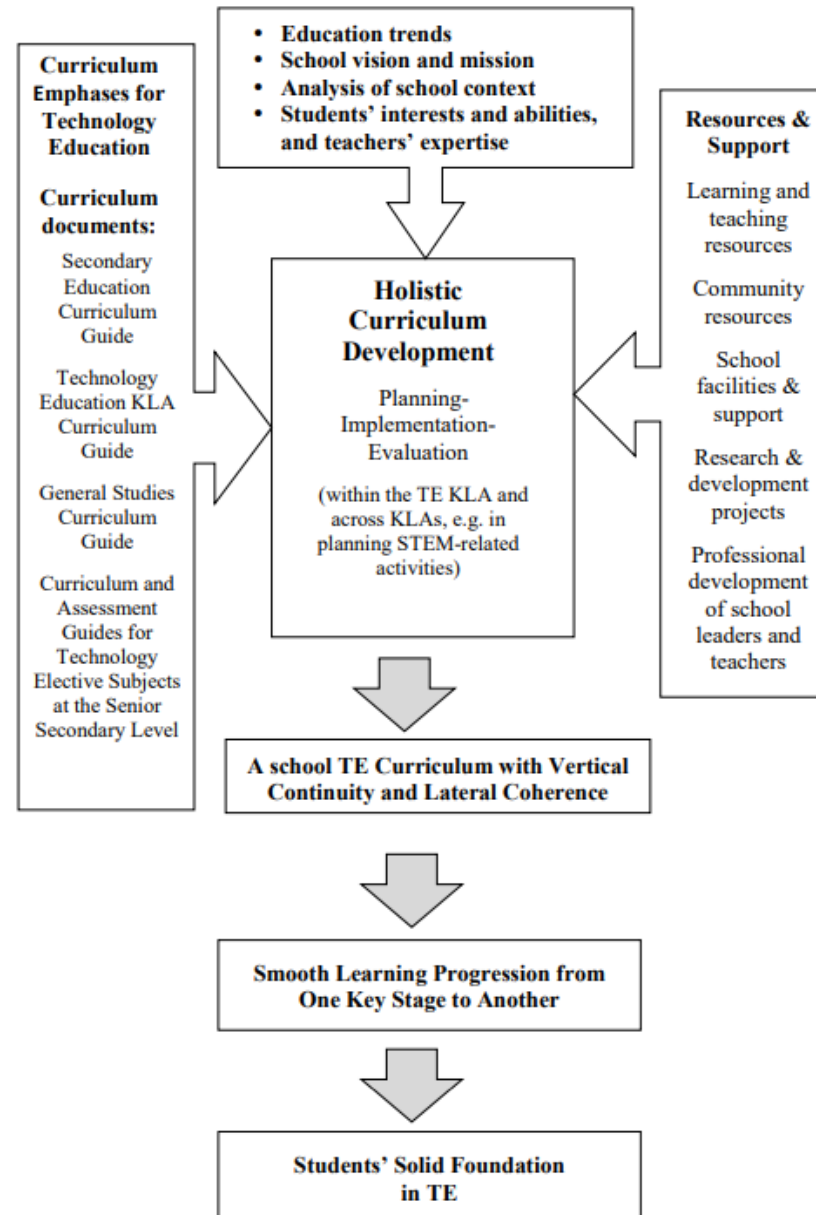 • Education trends
• School vision and mission
• Analysis of school context
• Students' interests and abilities,
and teachers' expertise
Curriculum
Emphases for
Technology
Education
Curriculum
documents:
Secondary
Education
Curriculum
Guide
Technology
Education KLA
Curriculum
Guide
General Studies
Curriculum
Guide
Curriculum and
Assessment
Guides for
Technology
Elective Subjects
at the Senior
Secondary Level
Holistic
Curriculum
Development
Planning-
Implementation-
Evaluation
(within the TE KLA and
across KLAs, e.g. in
planning STEM-related
activities)
Resources &
Support
Learning and
teaching
resources
Community
resources
School
facilities &
support
Research &
development
projects
Professional
development
of school
leaders and
teachers
A school TE Curriculum with Vertical
Continuity and Lateral Coherence
Smooth Learning Progression from
One Key Stage to Another
Students' Solid Foundation
in TE